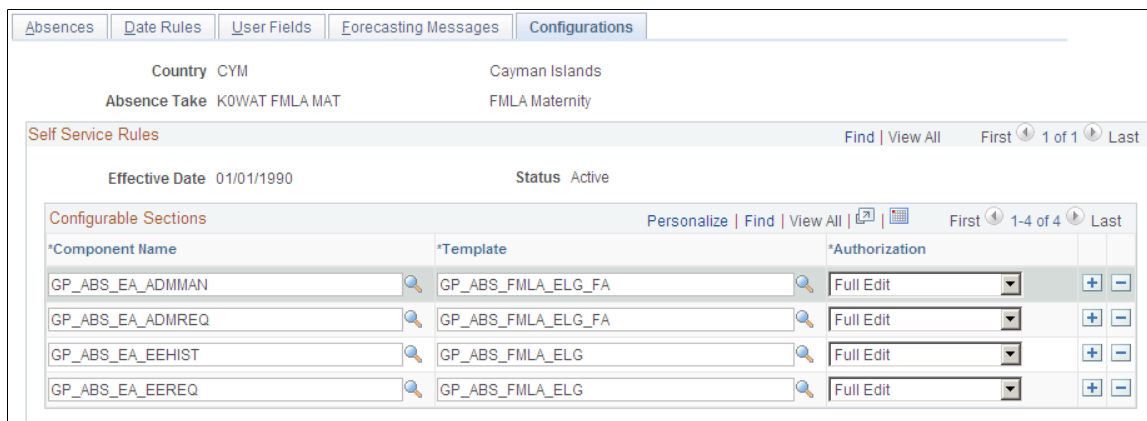 Absences Date Rules User Fields Forecasting Messages Configurations
Country CYM Cayman Islands
Absence Take K0WAT FMLA MAT FMLA Maternity
Self Service Rules Find | View All First 1 of 1 Last
Effective Date 01/01/1990 Status Active
Configurable Sections Personalize | Find | View All | | First 1-4 of 4 Last
*Component Name *Template *Authorization
GP_ABS_EA_ADMMAN GP_ABS_FMLA_ELG_FA Full Edit
GP_ABS_EA_ADMREQ GP_ABS_FMLA_ELG_FA Full Edit
GP_ABS_EA_EEHIST GP_ABS_FMLA_ELG Full Edit
GP_ABS_EA_EEREQ GP_ABS_FMLA_ELG Full Edit